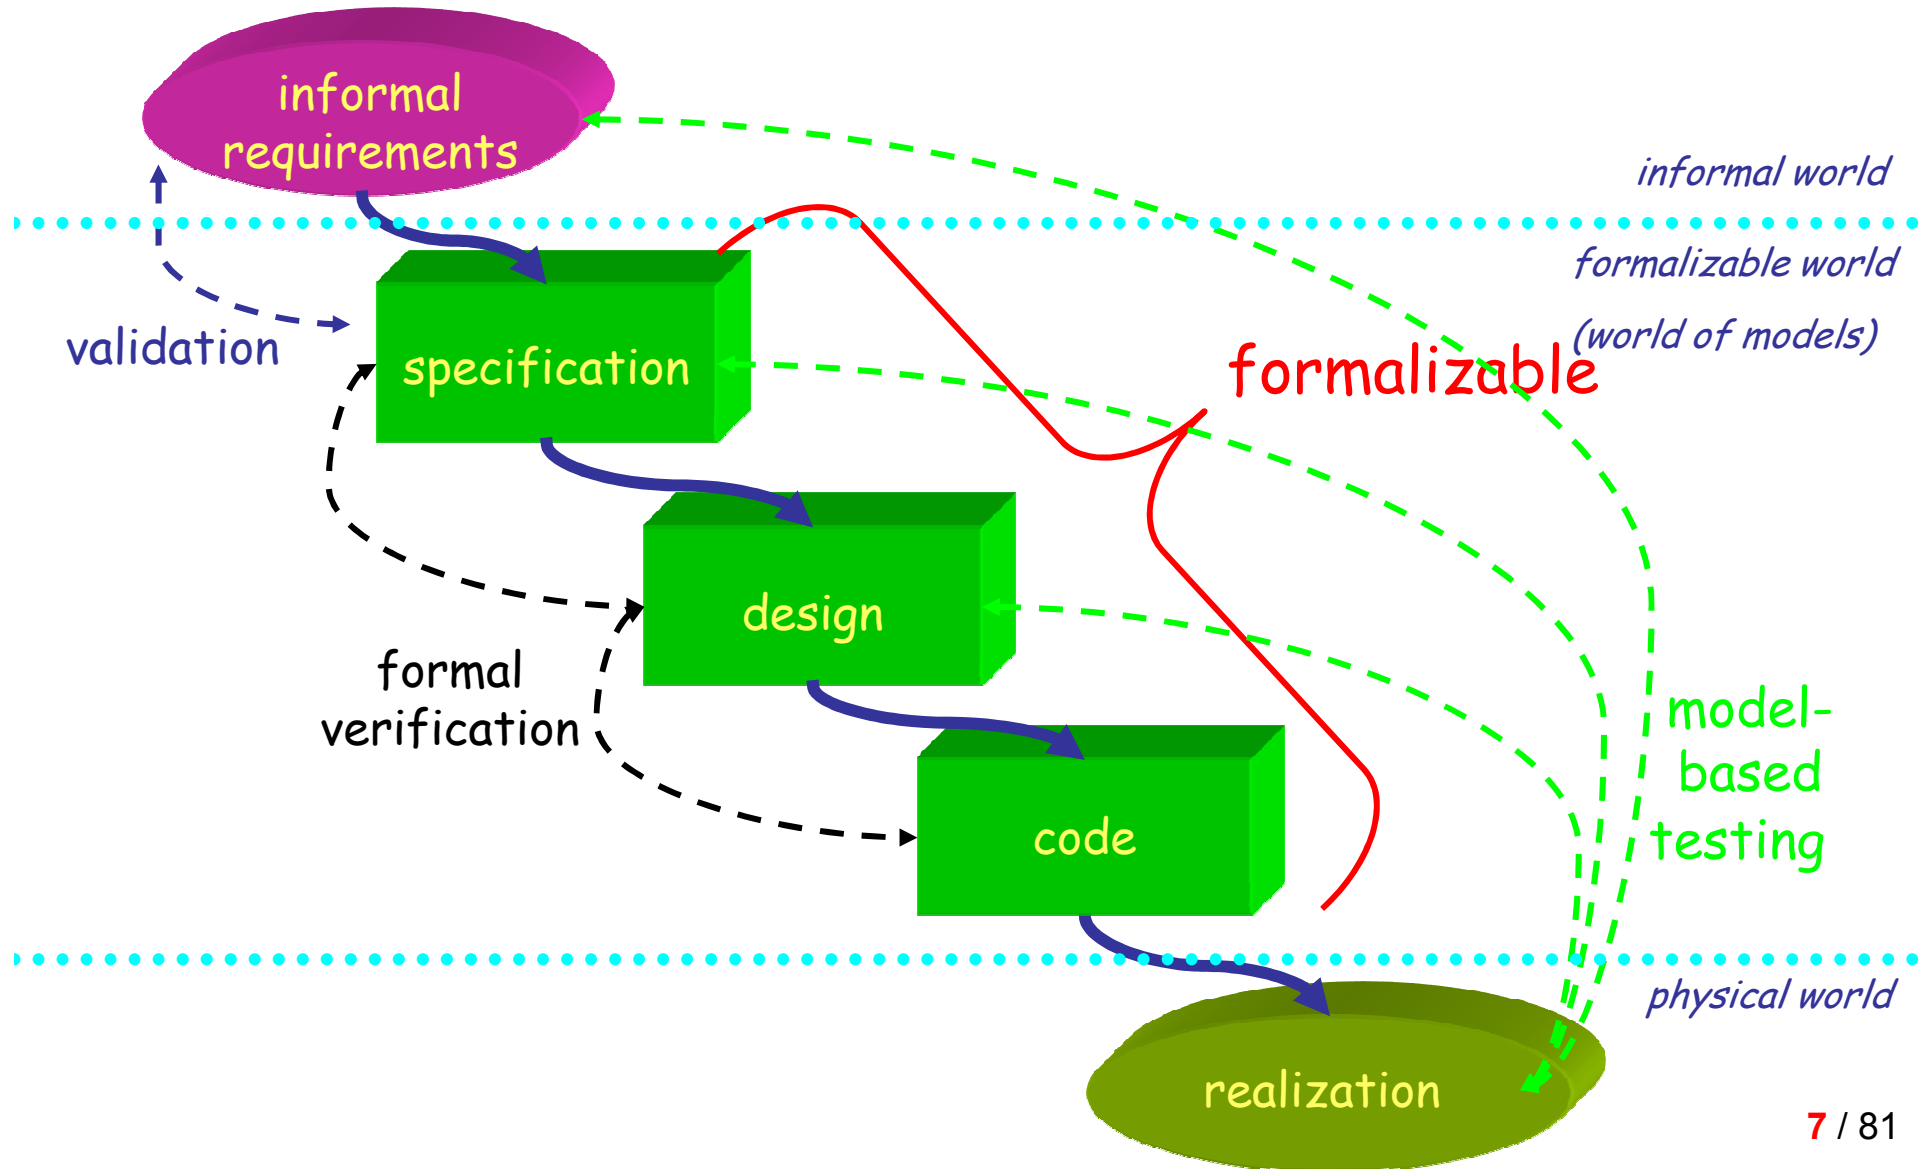 informal
requirements
informal world
formalizable world
(world of models)
validation
specification
formalizable
design
formal
verification
model-
based
testing
code
physical world
realization
7 / 81